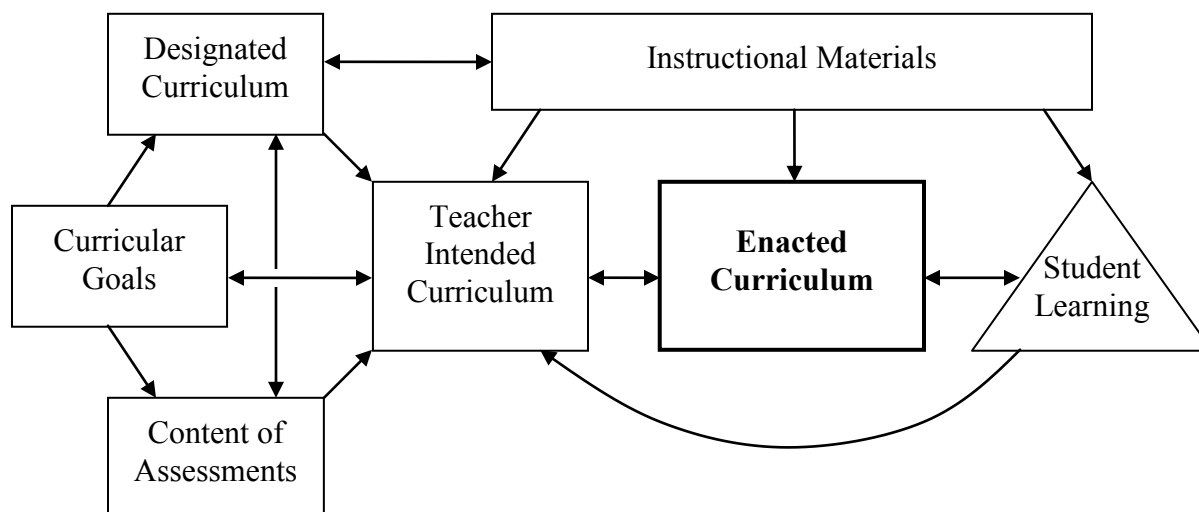 Designated
Curriculum
Instructional Materials
Curricular
Goals
Teacher
Intended
Curriculum
Enacted
Curriculum
Student
Learning
Content of
Assessments